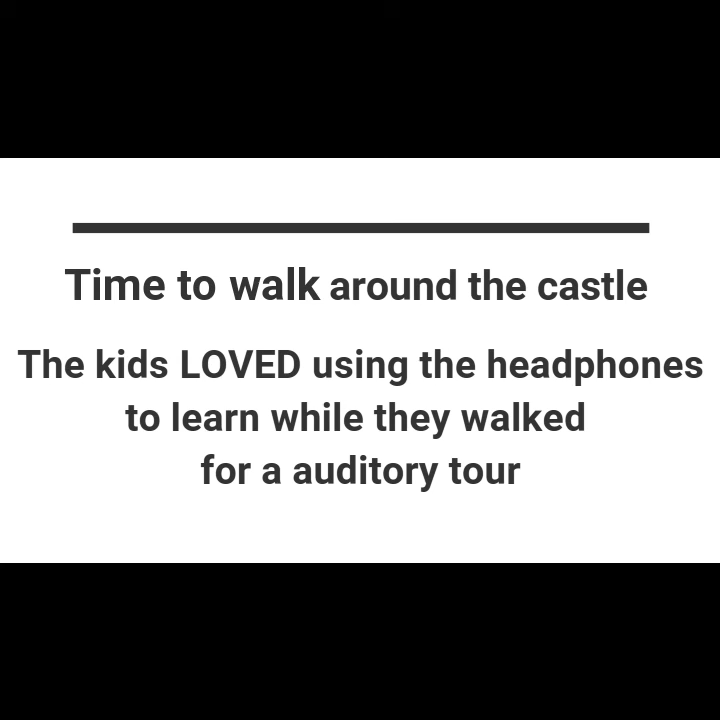 Time to walk around the castle
The kids LOVED using the headphones
to learn while they walked
for a auditory tour